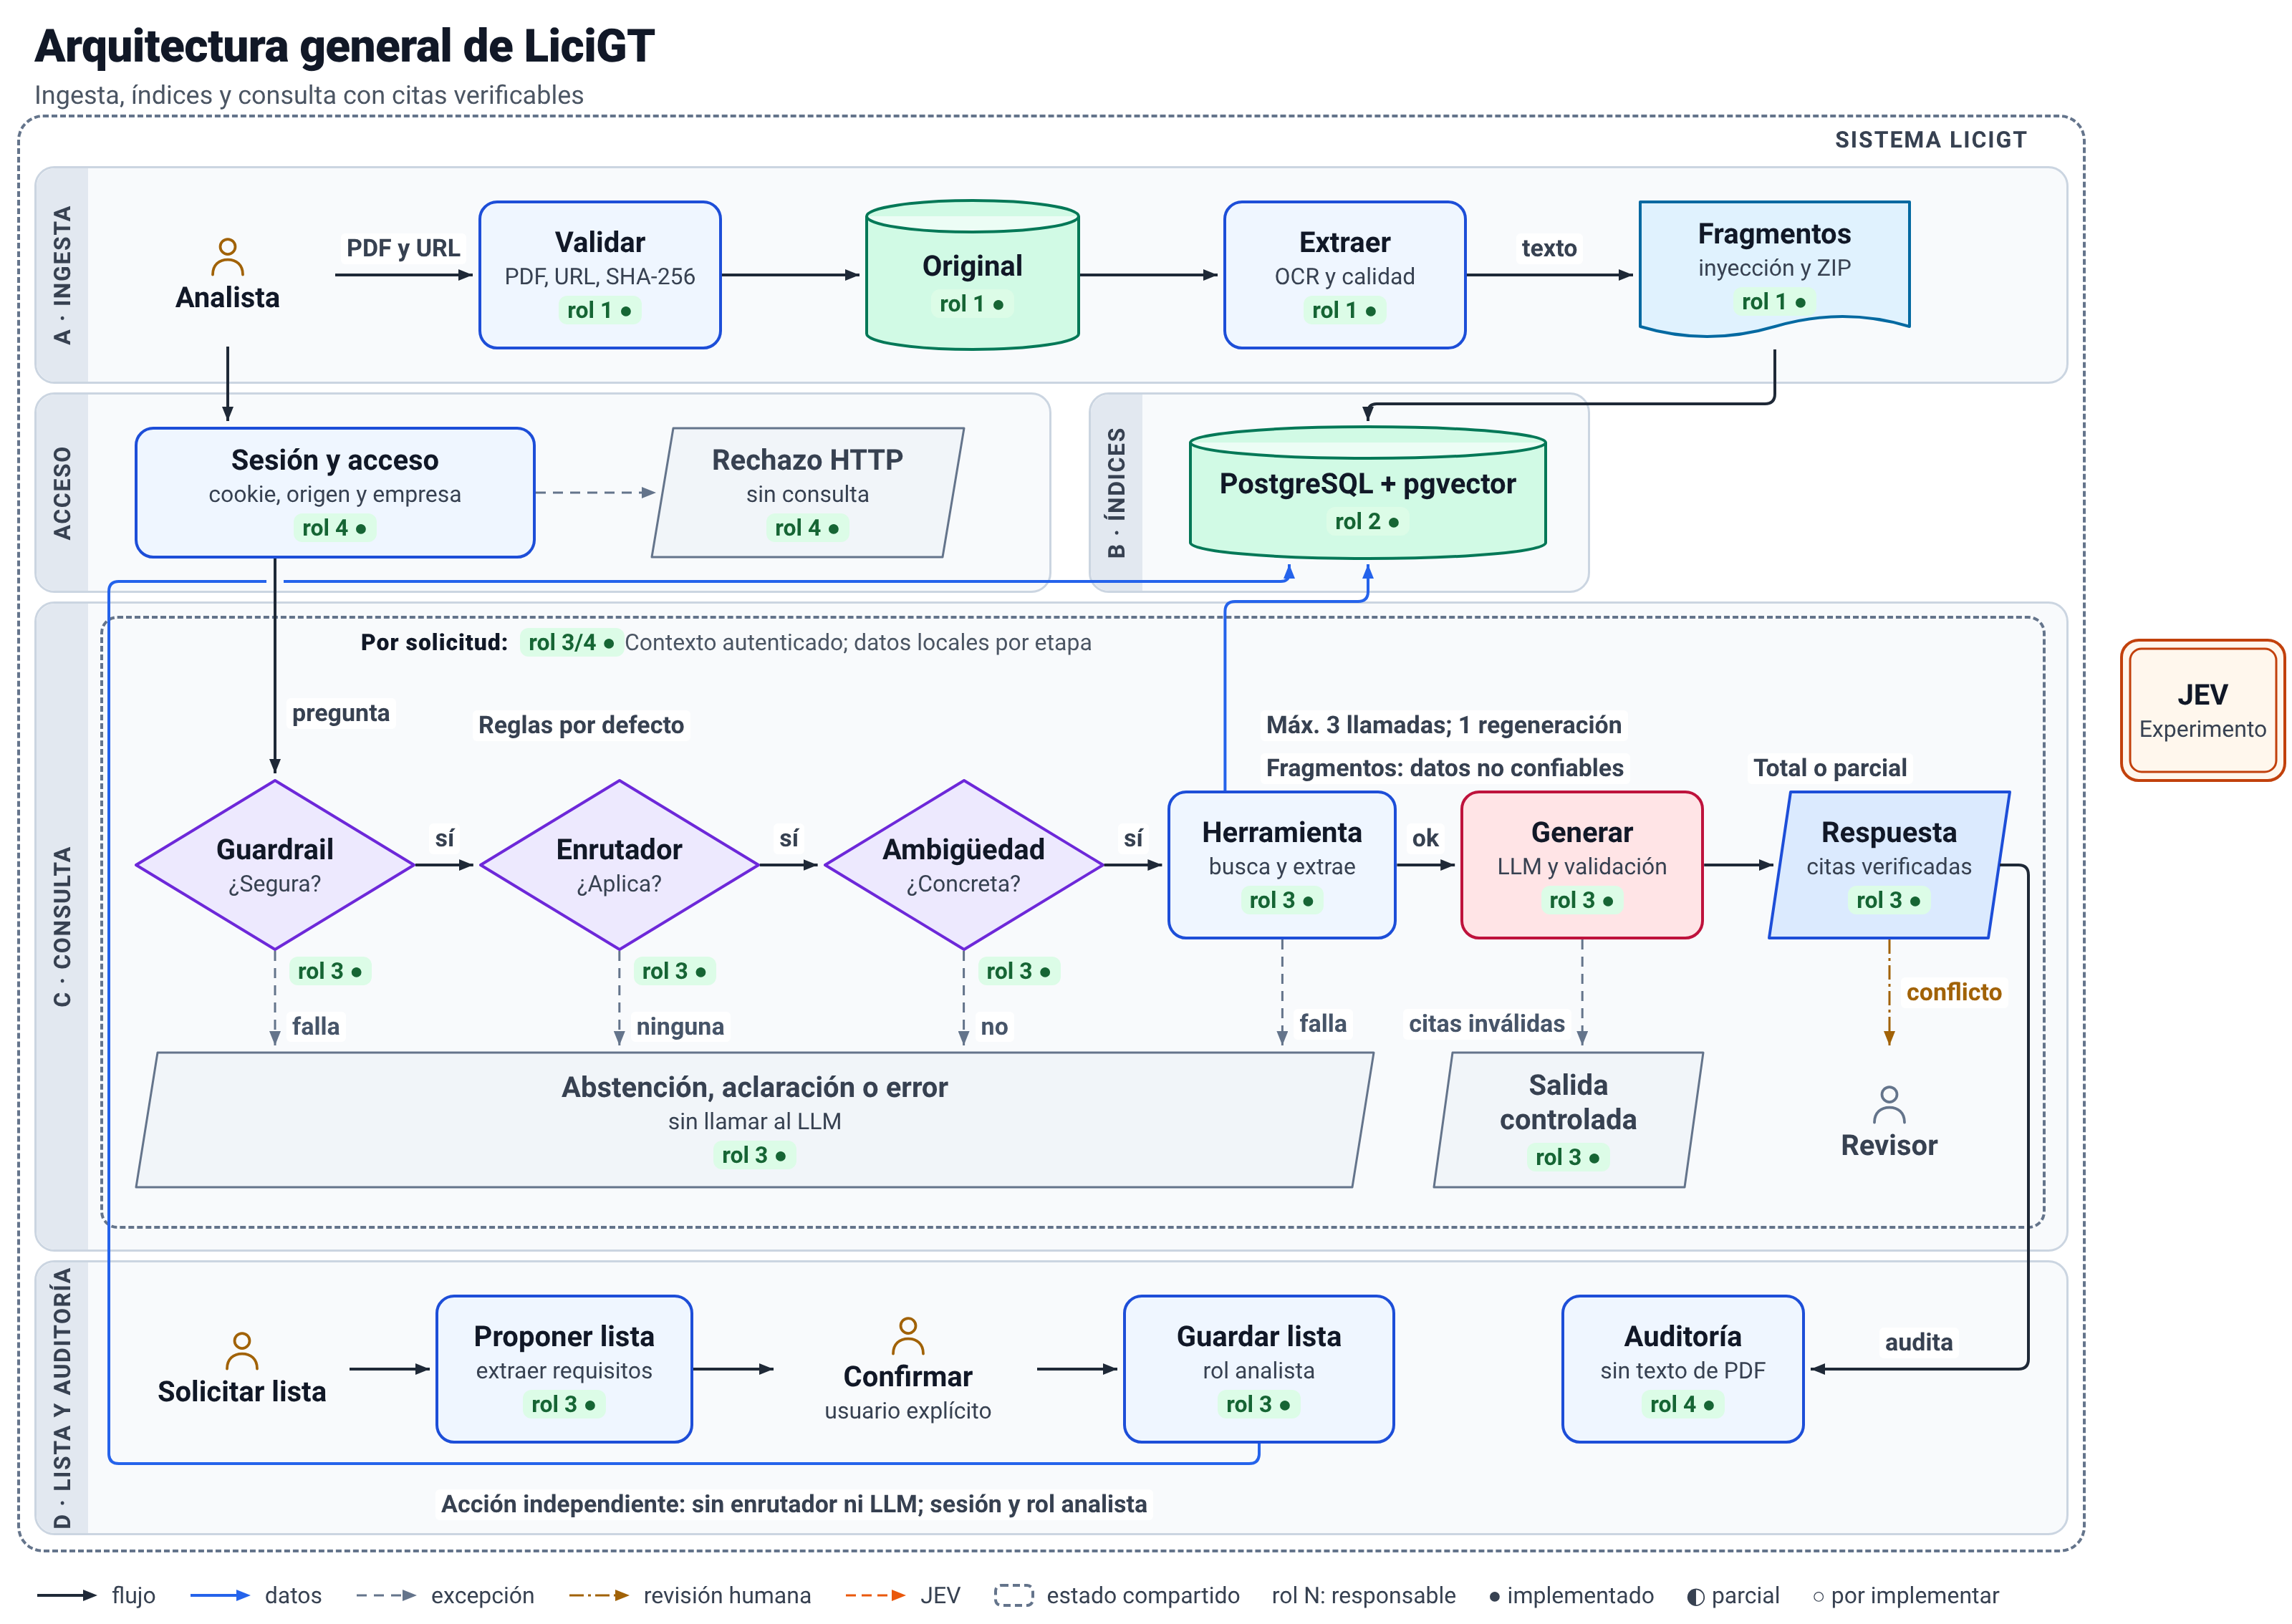 Arquitectura general de LiciGT
Ingesta, índices y consulta con citas verificables
SISTEMA LICIGT
A · INGESTA
Analista
PDF y URL
Validar
PDF, URL, SHA-256
rol 1 ●
Original
rol 1 ●
Extraer
OCR y calidad
rol 1 ●
texto
Fragmentos
inyección y ZIP
rol 1 ●
ACCESO
Sesión y acceso
cookie, origen y empresa
rol 4 ●
Rechazo HTTP
sin consulta
rol 4 ●
B · ÍNDICES
PostgreSQL + pgvector
rol 2 ●
C · CONSULTA
Por solicitud: rol 3/4 ● Contexto autenticado; datos locales por etapa
pregunta
Reglas por defecto
Máx. 3 llamadas; 1 regeneración
Fragmentos: datos no confiables
Total o parcial
Guardrail
¿Segura?
rol 3 ●
sí
Enrutador
¿Aplica?
rol 3 ●
sí
Ambigüedad
¿Concreta?
rol 3 ●
sí
Herramienta
busca y extrae
rol 3 ●
ok
Generar
LLM y validación
rol 3 ●
Respuesta
citas verificadas
rol 3 ●
falla
ninguna
no
falla
citas inválidas
conflicto
Abstención, aclaración o error
sin llamar al LLM
rol 3 ●
Salida
controlada
rol 3 ●
Revisor
JEV
Experimento
D · LISTA Y AUDITORÍA
Solicitar lista
Proponer lista
extraer requisitos
rol 3 ●
Confirmar
usuario explícito
Guardar lista
rol analista
rol 3 ●
Auditoría
sin texto de PDF
rol 4 ●
audita
Acción independiente: sin enrutador ni LLM; sesión y rol analista
flujo datos excepción revisión humana JEV estado compartido rol N: responsable ● implementado ◐ parcial ○ por implementar